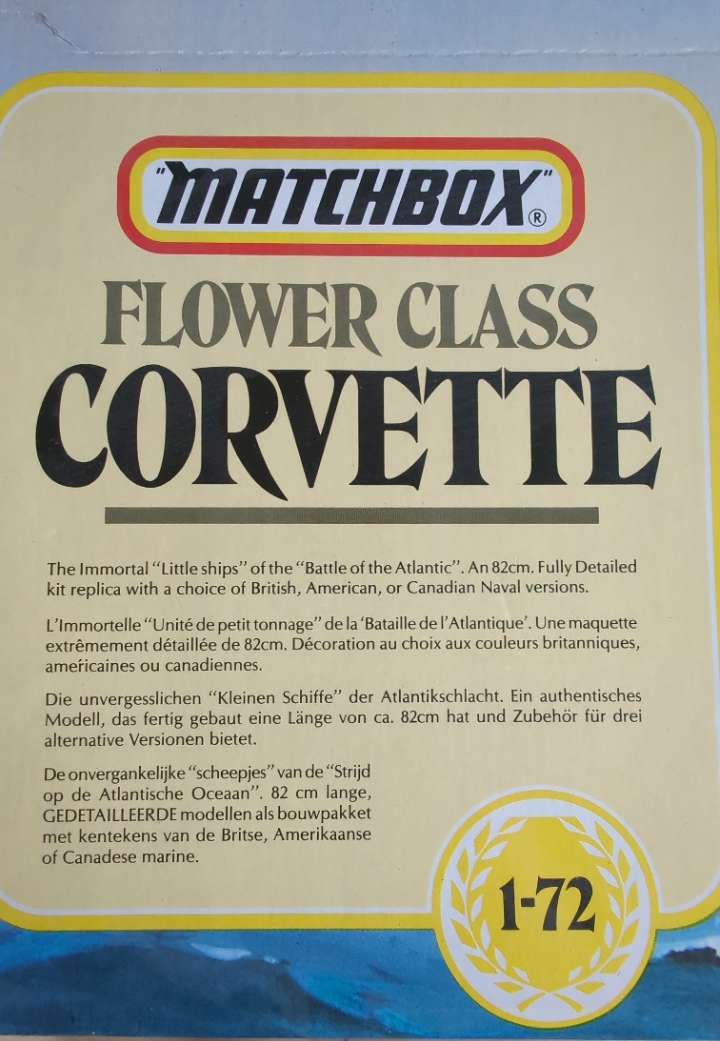 "MATCHBOX"®
FLOWER CLASS
CORVETTE
The Immortal "Little ships" of the "Battle of the Atlantic". An 82cm. Fully Detailed
kit replica with a choice of British, American, or Canadian Naval versions.
L'Immortelle "Unité de petit tonnage" de la 'Bataille de l'Atlantique'. Une maquette
extrêmement détaillée de 82cm. Décoration au choix aux couleurs britanniques,
américaines ou canadiennes.
Die unvergesslichen "Kleinen Schiffe" der Atlantikschlacht. Ein authentisches
Modell, das fertig gebaut eine Länge von ca. 82cm hat und Zubehör für drei
alternative Versionen bietet.
De onvergankelijke "scheepjes" van de "Strijd
op de Atlantische Oceaan". 82 cm lange,
GEDETAILLEERDE modellen als bouwpakket
met kentekens van de Britse, Amerikaanse
of Canadese marine.
1-72